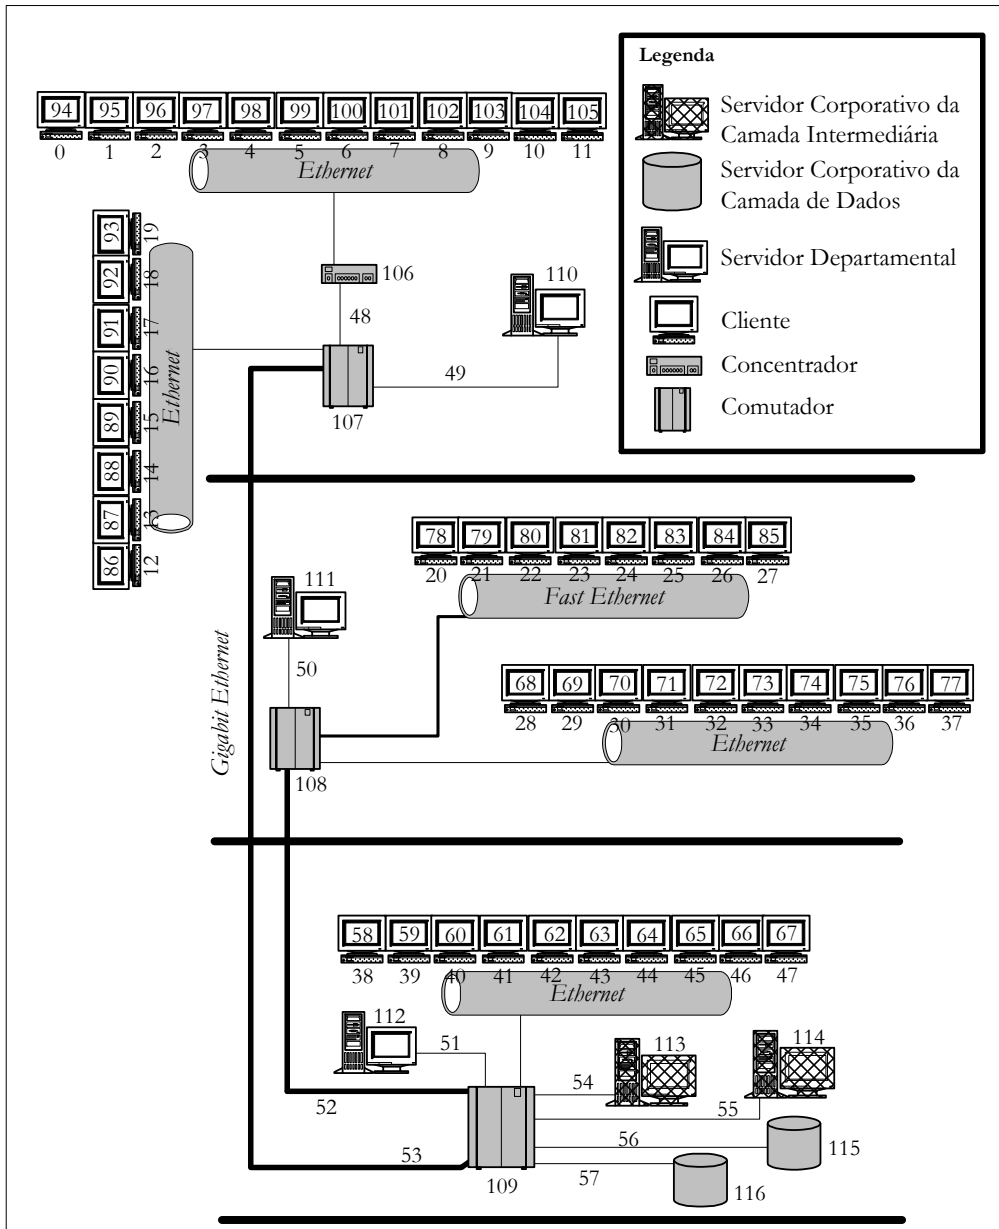 Legenda
Servidor Corporativo da
Camada Intermediária
Servidor Corporativo da
Camada de Dados
Servidor Departamental
Cliente
Concentrador
Comutador
94 95 96 97 98 99 100 101 102 103 104 105
0 1 2 3 4 5 6 7 8 9 10 11
Ethernet
93 19
92 18
91 17
90 16
89 15
88 14
87 13
86 12
Ethernet
106
110
48
49
107
78 79 80 81 82 83 84 85
20 21 22 23 24 25 26 27
Fast Ethernet
111
50
Gigabit Ethernet
68 69 70 71 72 73 74 75 76 77
28 29 30 31 32 33 34 35 36 37
Ethernet
108
58 59 60 61 62 63 64 65 66 67
38 39 40 41 42 43 44 45 46 47
Ethernet
112
51
113
114
54
52
55
56
53
57
115
109
116